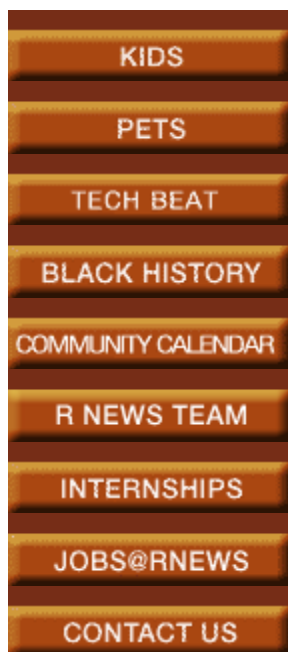 KIDS
PETS
TECH BEAT
BLACK HISTORY
COMMUNITY CALENDAR
R NEWS TEAM
INTERNSHIPS
JOBS@RNEWS
CONTACT US